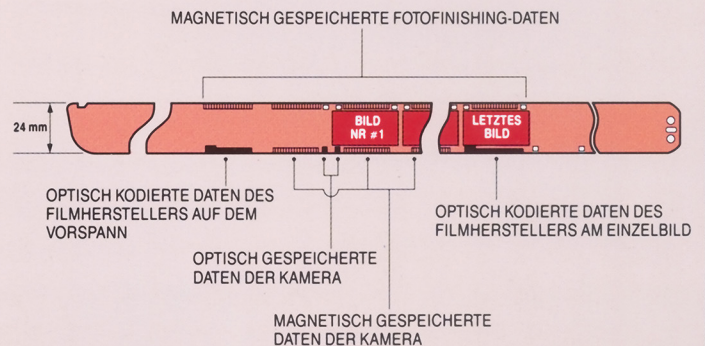 MAGNETISCH GESPEICHERTE FOTOFINISHING-DATEN
24 mm
BILD
NR #1
LETZTES
BILD
OPTISCH KODIERTE DATEN DES
FILMHERSTELLERS AUF DEM
VORSPANN
OPTISCH KODIERTE DATEN DES
FILMHERSTELLERS AM EINZELBILD
OPTISCH GESPEICHERTE
DATEN DER KAMERA
MAGNETISCH GESPEICHERTE
DATEN DER KAMERA